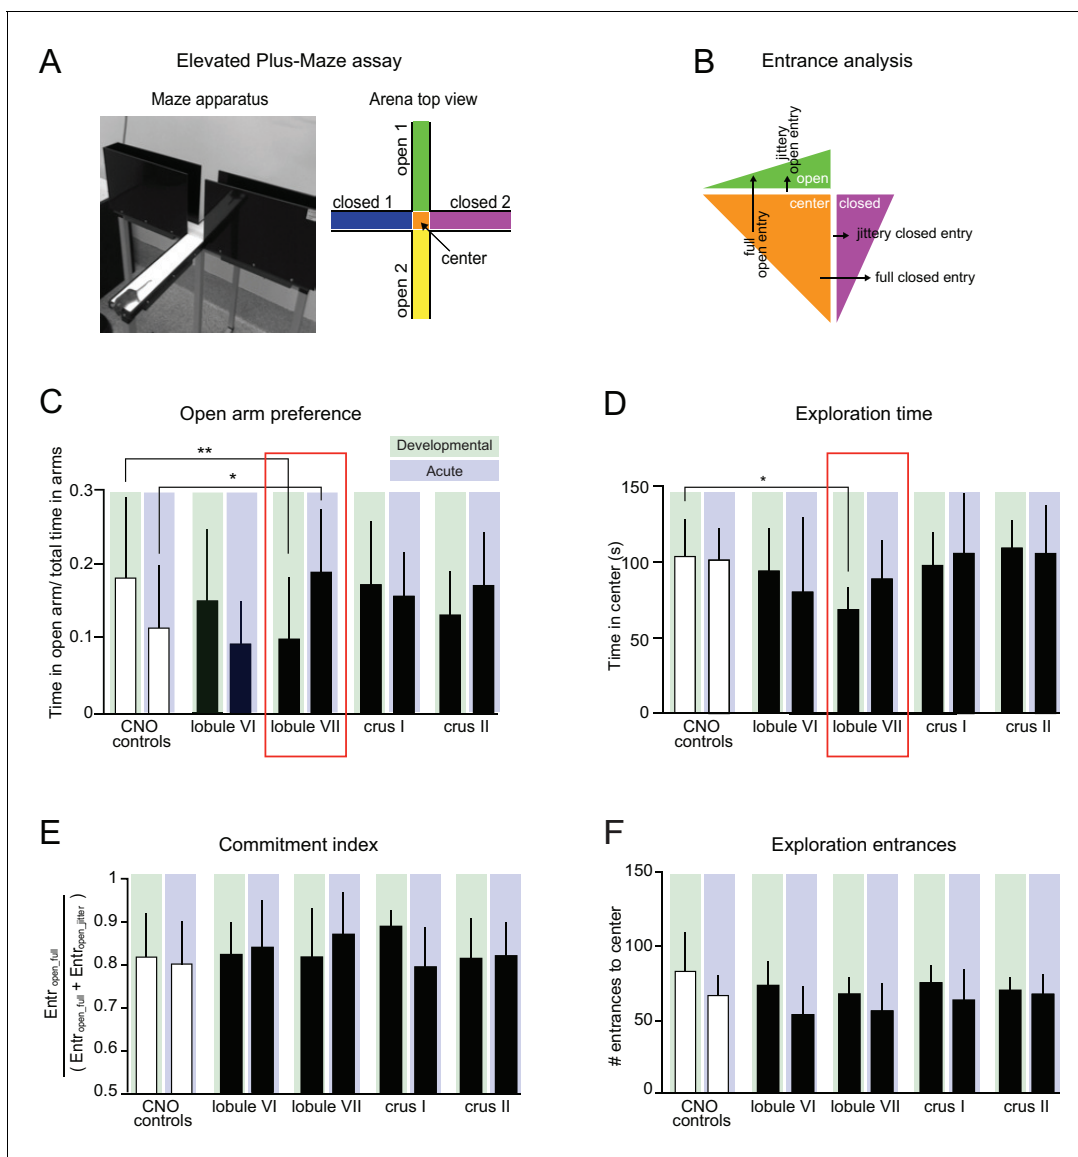 A
Elevated Plus-Maze assay
Maze apparatus
Arena top view
open 1
closed 1
closed 2
center
open 2
B
Entrance analysis
jittery
open entry
open
center
closed
full
open entry
jittery closed entry
full closed entry
C
Open arm preference
Developmental
Acute
**
*
Time in open arm/ total time in arms
0.3
0.2
0.1
0
CNO
controls
lobule VI
lobule VII
crus I
crus II
D
Exploration time
*
Time in center (s)
150
100
50
0
CNO
controls
lobule VI
lobule VII
crus I
crus II
E
Commitment index
Entr open_full
( Entr open_full + Entr open_jitter )
1
0.9
0.8
0.7
0.6
0.5
CNO
controls
lobule VI
lobule VII
crus I
crus II
F
Exploration entrances
# entrances to center
150
100
50
0
CNO
controls
lobule VI
lobule VII
crus I
crus II